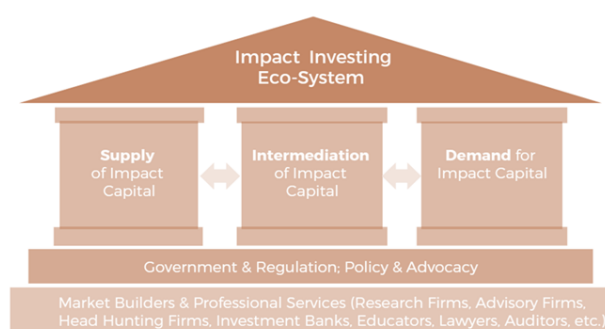 Impact Investing
Eco-System
Supply
of Impact
Capital
Intermediation
of Impact
Capital
Demand for
Impact Capital
Government & Regulation; Policy & Advocacy
Market Builders & Professional Services (Research Firms, Advisory Firms,
Head Hunting Firms, Investment Banks, Educators, Lawyers, Auditors, etc.)